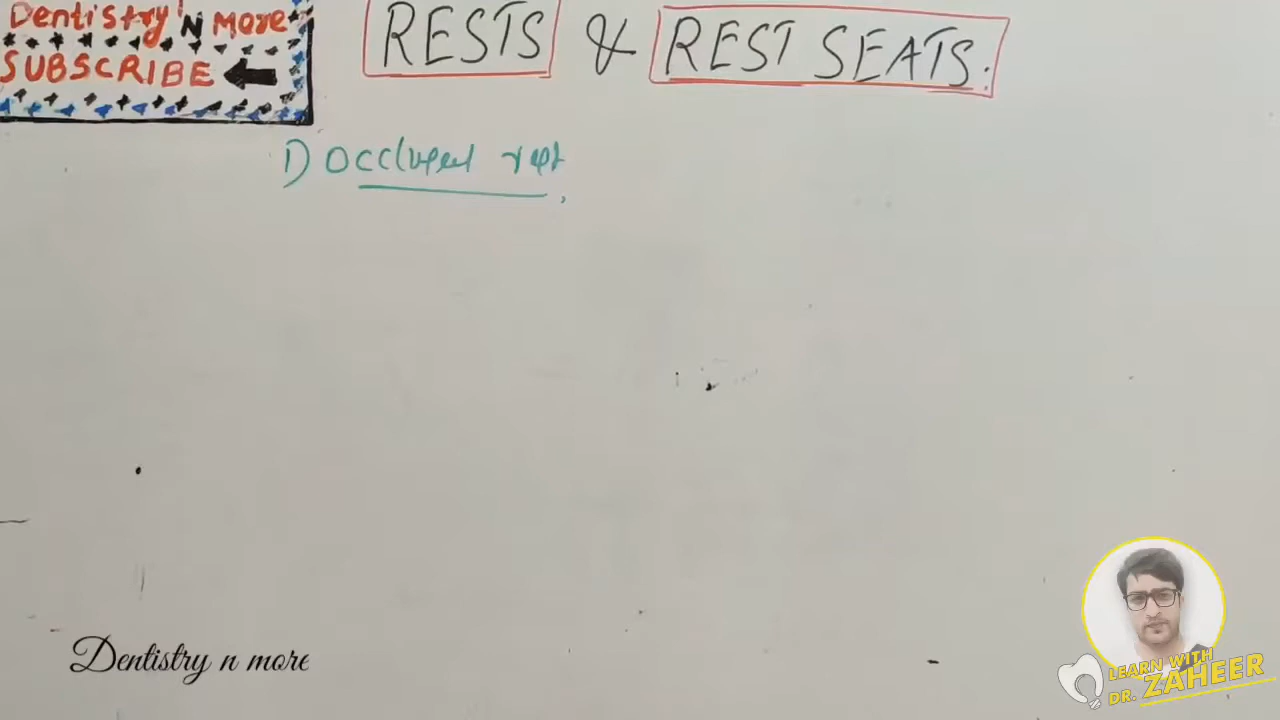 Dentistry 'N More
SUBSCRIBE
RESTS & REST SEATS.
1) Occlusal rest
Dentistry n more
LEARN WITH
DR. ZAHEER